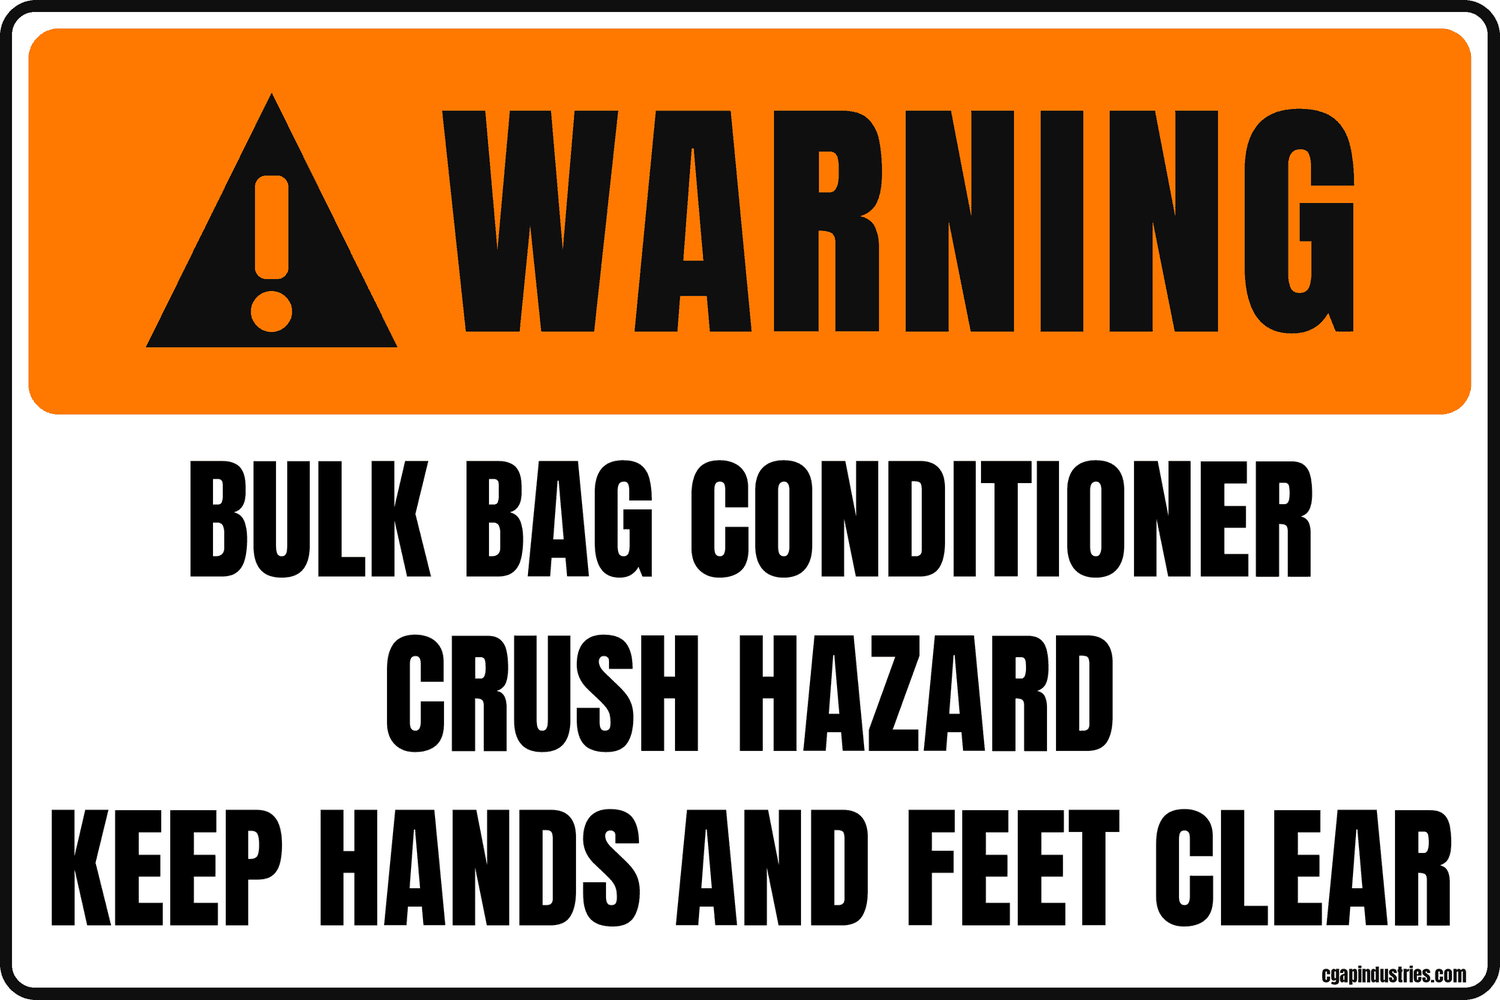 WARNING
BULK BAG CONDITIONER
CRUSH HAZARD
KEEP HANDS AND FEET CLEAR
cgapindustries.com